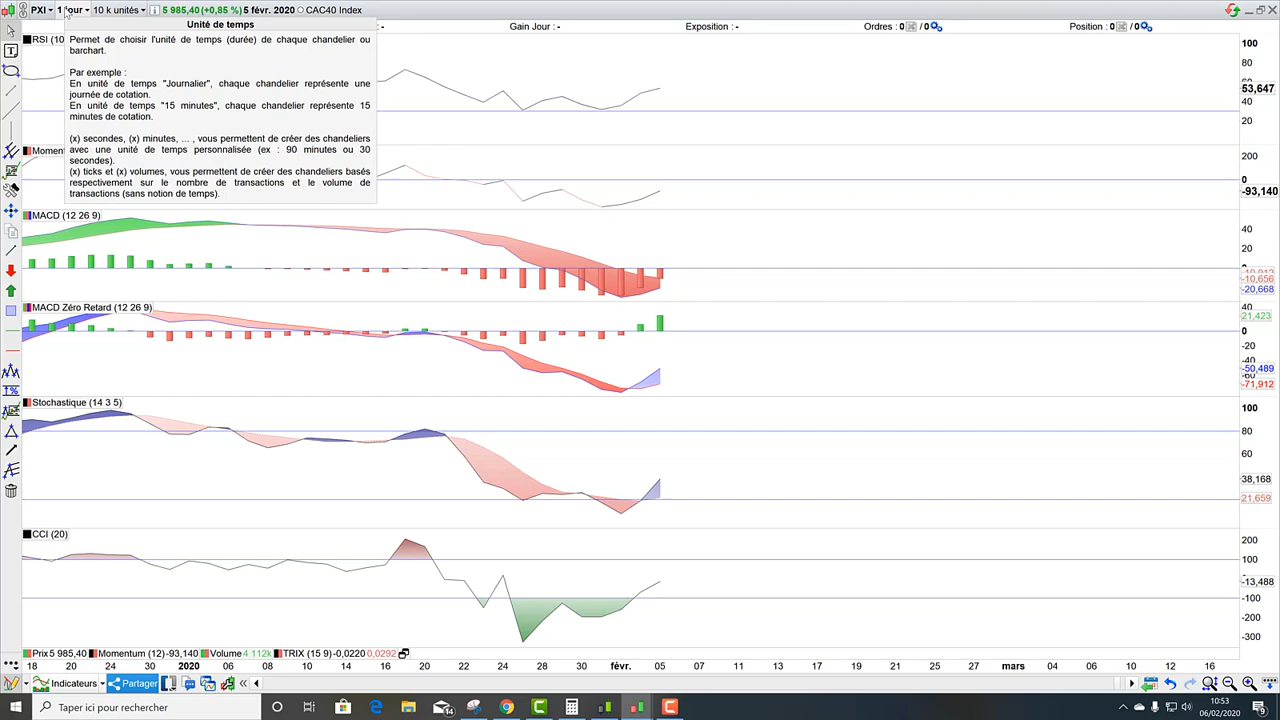 PXI 1 jour 10 k unités 5 985,40 (+0,85 %) 5 févr. 2020 CAC40 Index
Unité de temps
Permet de choisir l'unité de temps (durée) de chaque chandelier ou
barchart.
Par exemple :
En unité de temps "Journalier", chaque chandelier représente une
journée de cotation.
En unité de temps "15 minutes", chaque chandelier représente 15
minutes de cotation.
(x) secondes, (x) minutes, ... , vous permettent de créer des chandeliers
avec une unité de temps personnalisée (ex : 90 minutes ou 30
secondes).
(x) ticks et (x) volumes, vous permettent de créer des chandeliers basés
respectivement sur le nombre de transactions et le volume de
transactions (sans notion de temps).
Gain Jour : - Exposition : - Ordres : 0 / 0 Position : 0 / 0
RSI (10
100
80
53,647
40
20
Moment
200
0
-93,140
MACD (12 26 9)
40
20
0
-10,656
-20,668
MACD Zéro Retard (12 26 9)
40
21,423
0
-20
-50,489
-71,912
Stochastique (14 3 5)
100
80
60
38,168
21,659
CCI (20)
200
100
-13,488
-100
-200
-300
Prix 5 985,40 Momentum (12) -93,140 Volume 4 112k TRIX (15 9) -0,0220 0,0292
18 20 24 26 30 2020 06 08 10 14 16 20 22 24 28 30 févr. 05 07 11 13 17 19 21 25 27 mars 04 06 10 12 16
Indicateurs Partager
Taper ici pour rechercher
14
10:53
06/02/2020
9